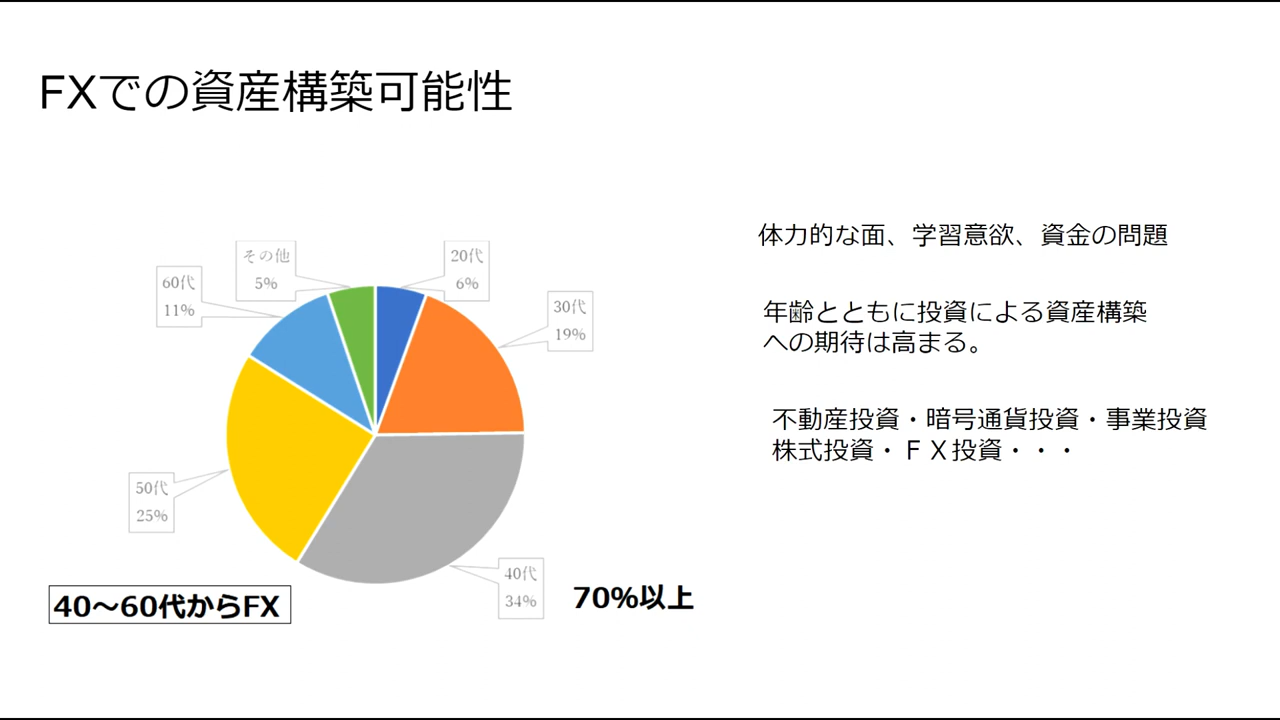 FXでの資産構築可能性
その他
5%
20代
6%
60代
11%
30代
19%
50代
25%
40代
34%
40～60代からFX
70%以上
体力的な面、学習意欲、資金の問題
年齢とともに投資による資産構築
への期待は高まる。
不動産投資・暗号通貨投資・事業投資
株式投資・ＦＸ投資・・・